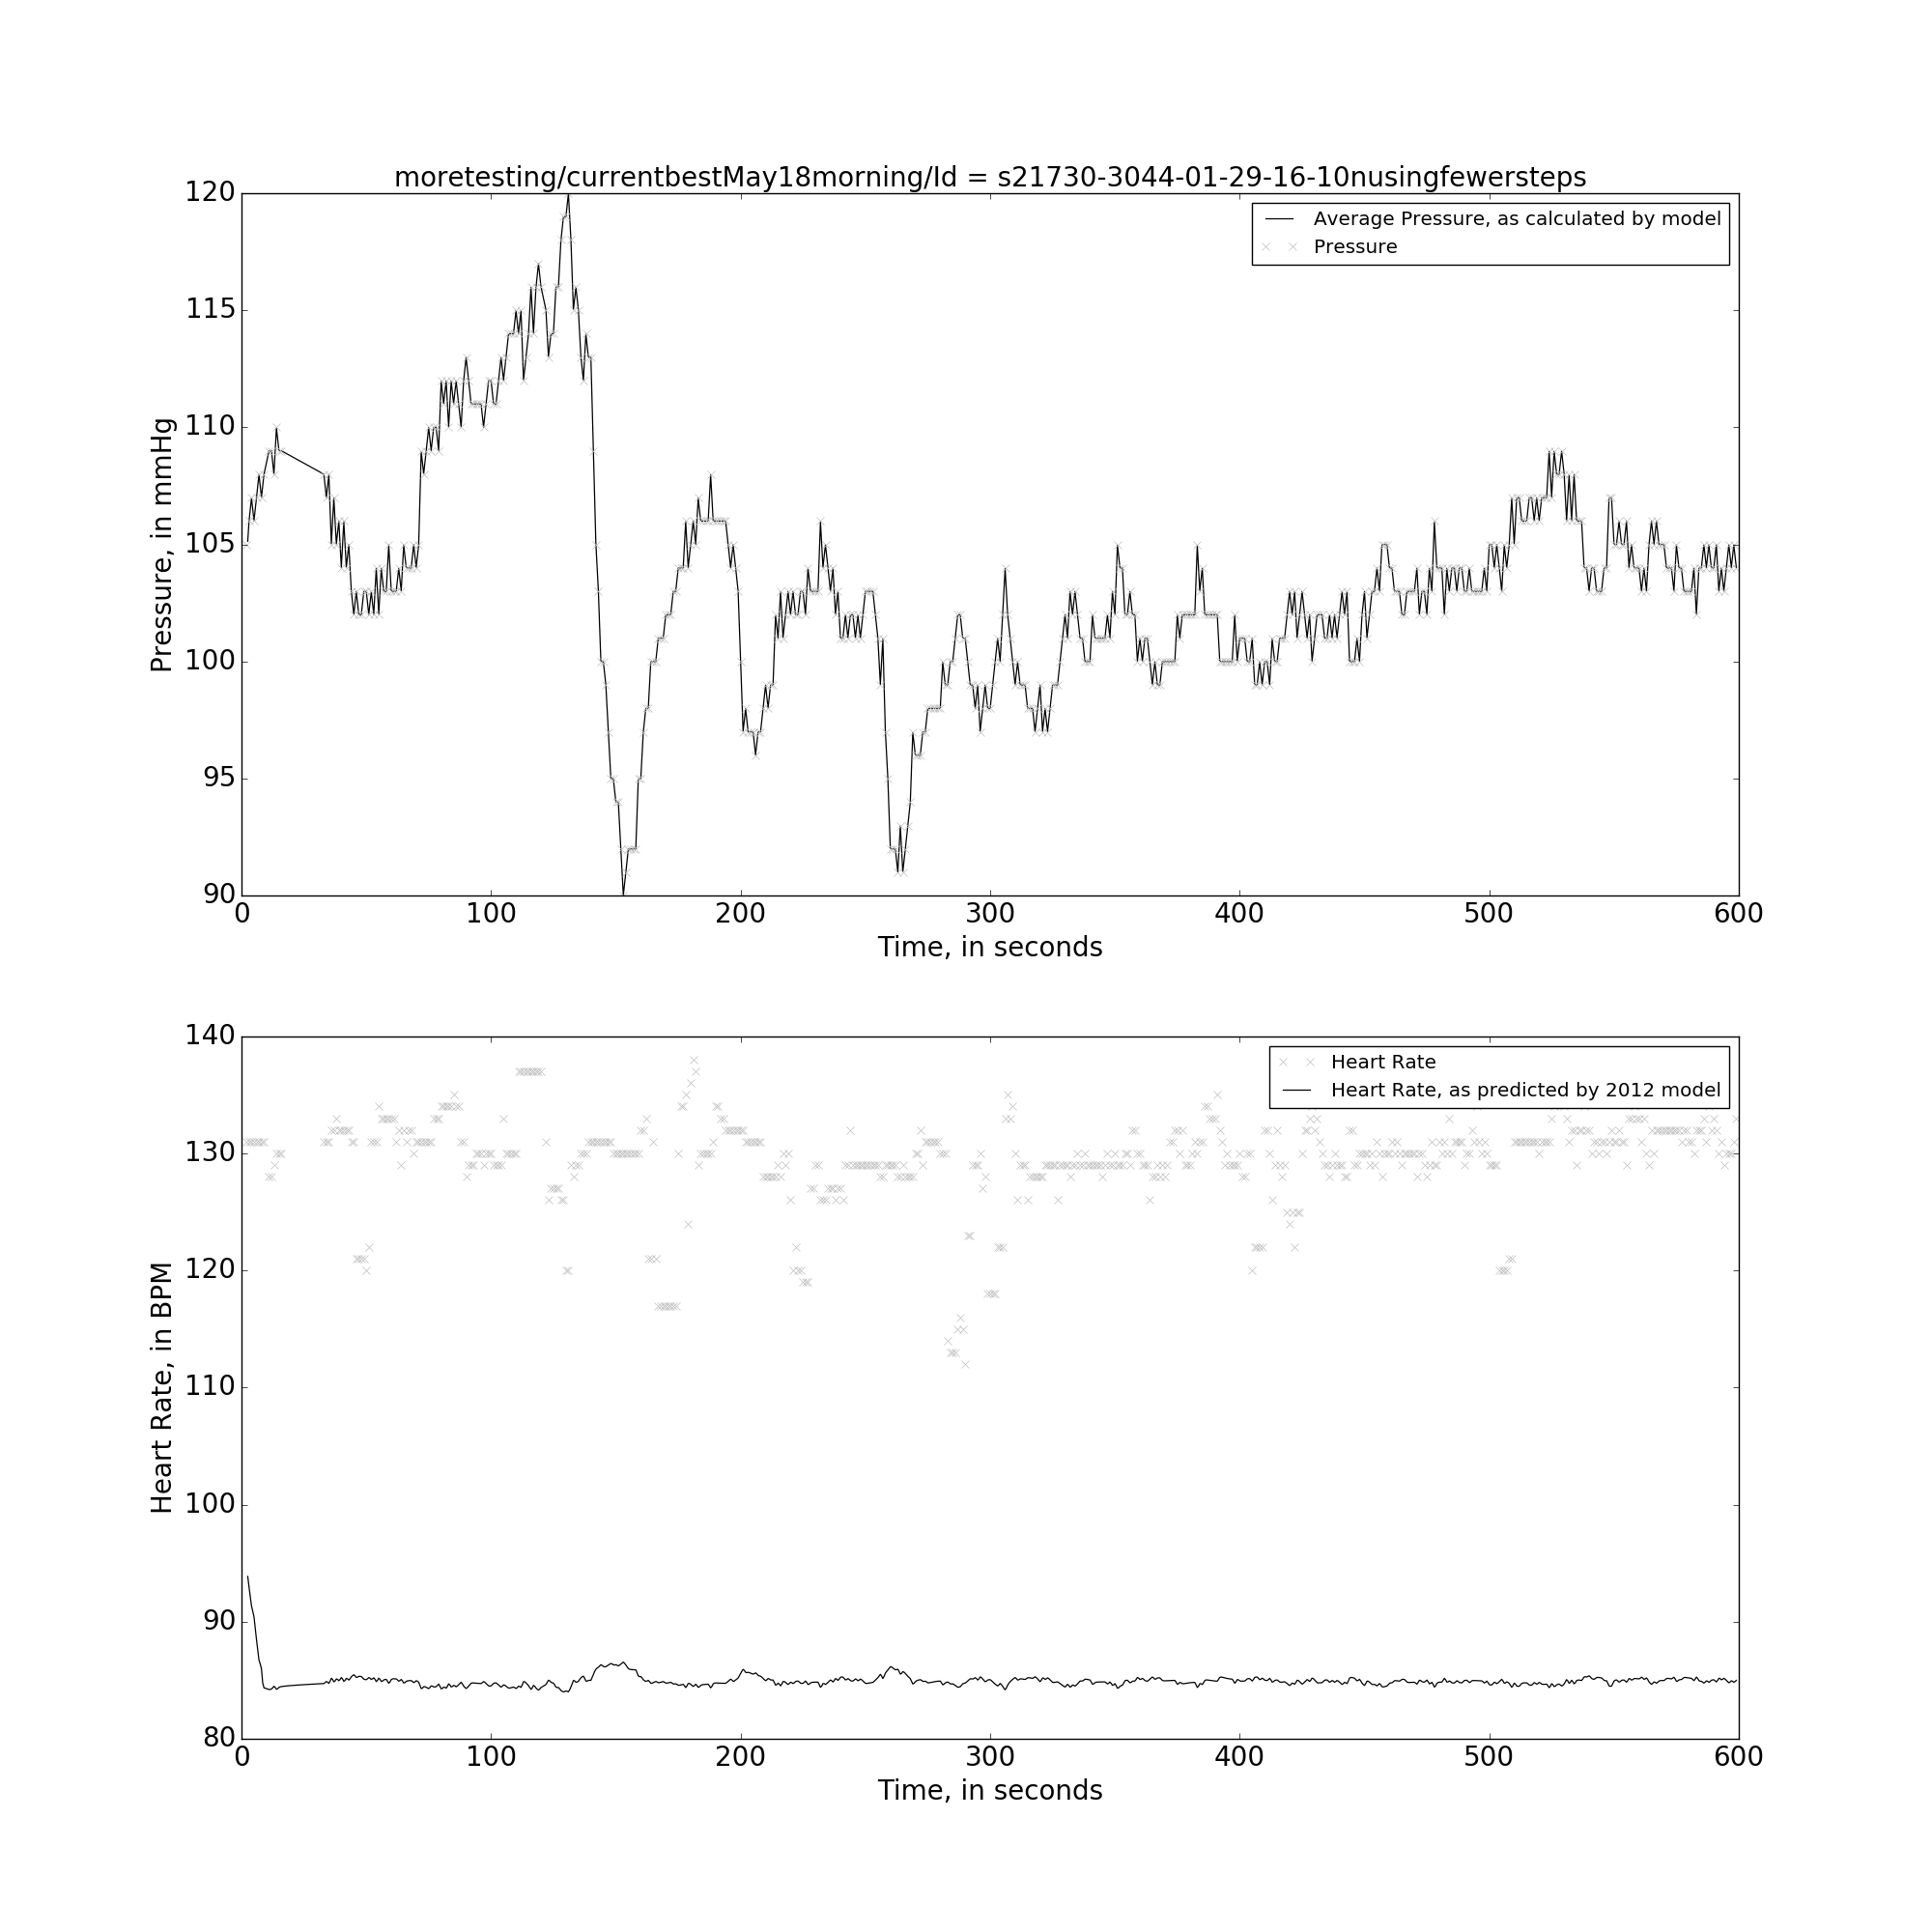 moretesting/currentbestMay18morning/Id = s21730-3044-01-29-16-10nusingfewersteps
120
115
110
105
100
95
90
Pressure, in mmHg
Average Pressure, as calculated by model
Pressure
0 100 200 300 400 500 600
Time, in seconds
140
130
120
110
100
90
80
Heart Rate, in BPM
Heart Rate
Heart Rate, as predicted by 2012 model
0 100 200 300 400 500 600
Time, in seconds